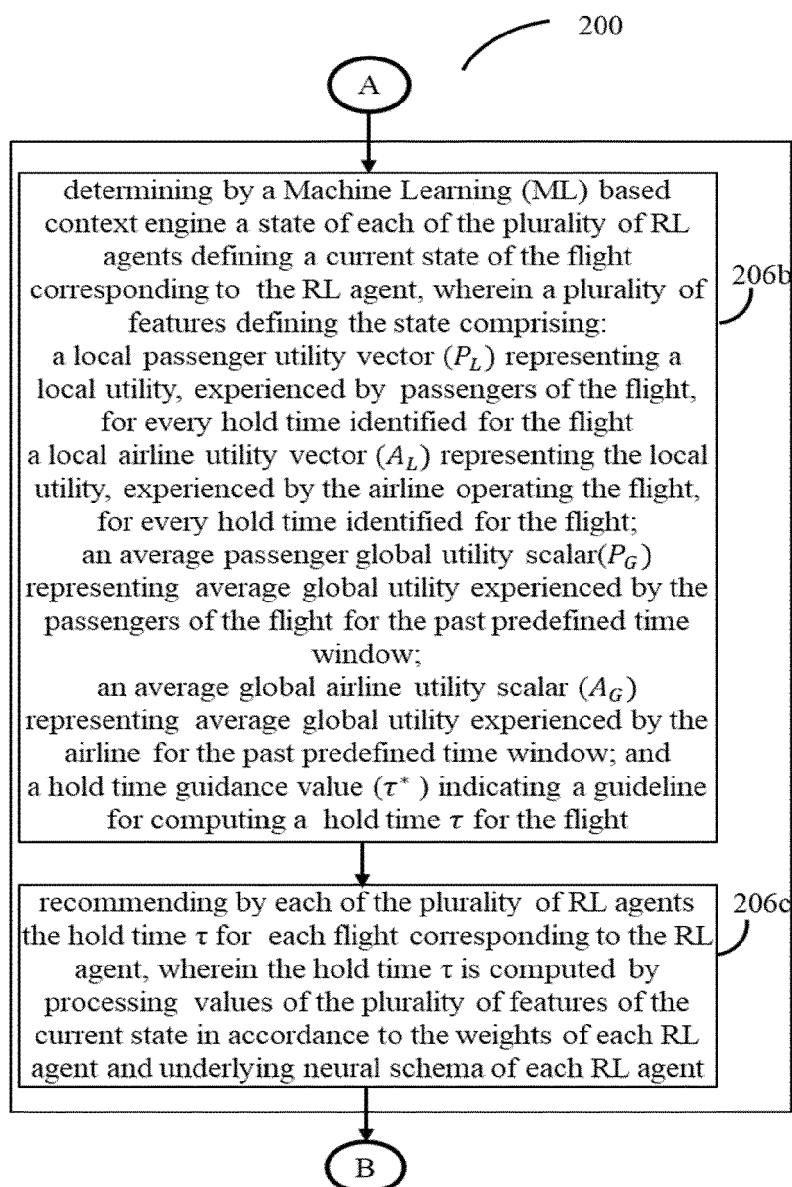 200
A
determining by a Machine Learning (ML) based
context engine a state of each of the plurality of RL
agents defining a current state of the flight
corresponding to the RL agent, wherein a plurality of
features defining the state comprising:
a local passenger utility vector (P_L) representing a
local utility, experienced by passengers of the flight,
for every hold time identified for the flight
a local airline utility vector (A_L) representing the local
utility, experienced by the airline operating the flight,
for every hold time identified for the flight;
an average passenger global utility scalar(P_G)
representing average global utility experienced by the
passengers of the flight for the past predefined time
window;
an average global airline utility scalar (A_G)
representing average global utility experienced by the
airline for the past predefined time window; and
a hold time guidance value (τ*) indicating a guideline
for computing a hold time τ for the flight
206b
recommending by each of the plurality of RL agents
the hold time τ for each flight corresponding to the RL
agent, wherein the hold time τ is computed by
processing values of the plurality of features of the
current state in accordance to the weights of each RL
agent and underlying neural schema of each RL agent
206c
B